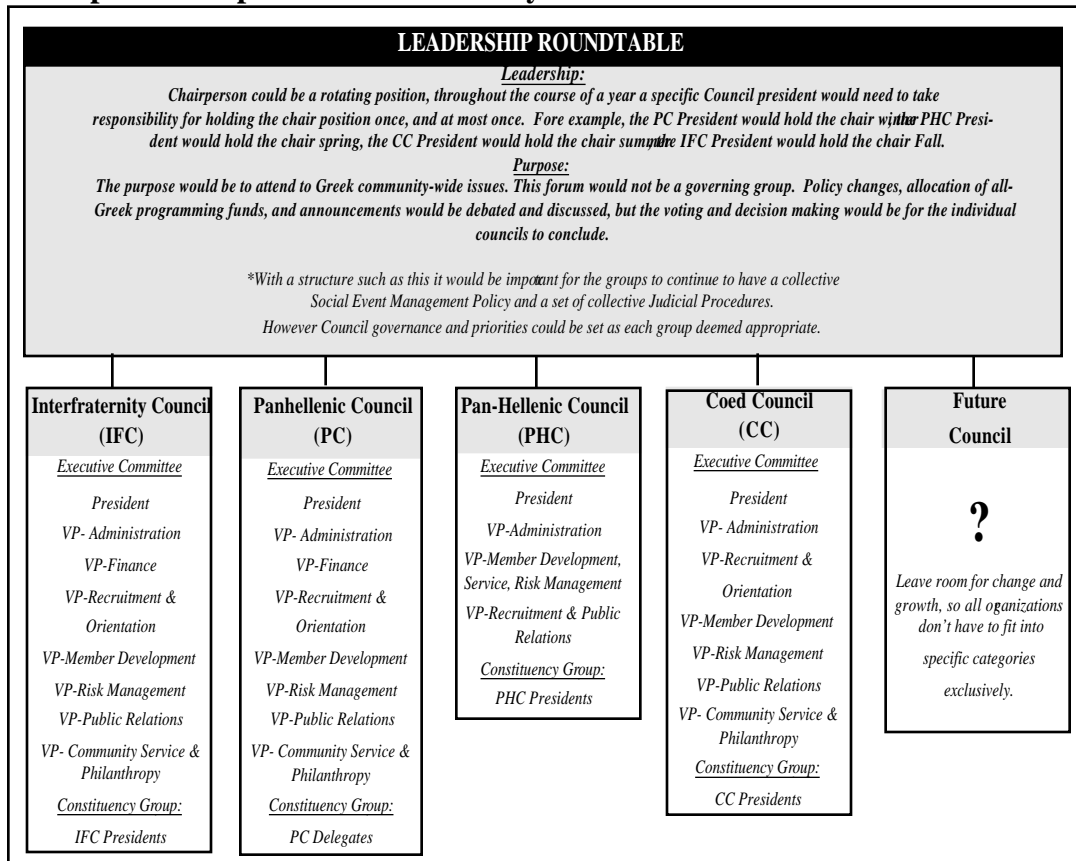 LEADERSHIP ROUNDTABLE
Leadership:
Chairperson could be a rotating position, throughout the course of a year a specific Council president would need to take
responsibility for holding the chair position once, and at most once. Fore example, the PC President would hold the chair winter, the PHC Presi-
dent would hold the chair spring, the CC President would hold the chair summer, the IFC President would hold the chair Fall.
Purpose:
The purpose would be to attend to Greek community-wide issues. This forum would not be a governing group. Policy changes, allocation of all-
Greek programming funds, and announcements would be debated and discussed, but the voting and decision making would be for the individual
councils to conclude.
*With a structure such as this it would be important for the groups to continue to have a collective
Social Event Management Policy and a set of collective Judicial Procedures.
However Council governance and priorities could be set as each group deemed appropriate.
Interfraternity Council
(IFC)
Executive Committee
President
VP- Administration
VP-Finance
VP-Recruitment &
Orientation
VP-Member Development
VP-Risk Management
VP-Public Relations
VP- Community Service &
Philanthropy
Constituency Group:
IFC Presidents
Panhellenic Council
(PC)
Executive Committee
President
VP- Administration
VP-Finance
VP-Recruitment &
Orientation
VP-Member Development
VP-Risk Management
VP-Public Relations
VP- Community Service &
Philanthropy
Constituency Group:
PC Delegates
Pan-Hellenic Council
(PHC)
Executive Committee
President
VP-Administration
VP-Member Development,
Service, Risk Management
VP-Recruitment & Public
Relations
Constituency Group:
PHC Presidents
Coed Council
(CC)
Executive Committee
President
VP- Administration
VP-Recruitment &
Orientation
VP-Member Development
VP-Risk Management
VP-Public Relations
VP- Community Service &
Philanthropy
Constituency Group:
CC Presidents
Future
Council
?
Leave room for change and
growth, so all organizations
don't have to fit into
specific categories
exclusively.